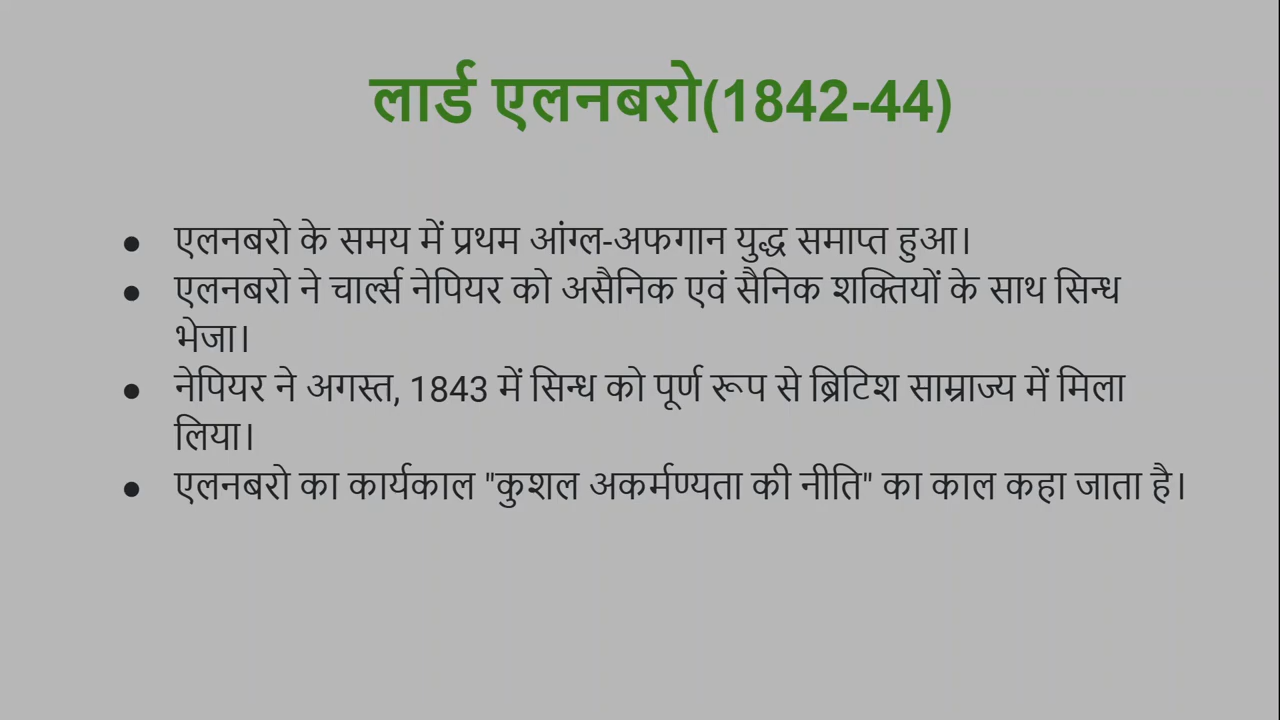 लार्ड एलनबरो(1842-44)
● एलनबरो के समय में प्रथम आंग्ल-अफगान युद्ध समाप्त हुआ।
● एलनबरो ने चार्ल्स नेपियर को असैनिक एवं सैनिक शक्तियों के साथ सिन्ध
भेजा।
● नेपियर ने अगस्त, 1843 में सिन्ध को पूर्ण रूप से ब्रिटिश साम्राज्य में मिला
लिया।
● एलनबरो का कार्यकाल "कुशल अकर्मण्यता की नीति" का काल कहा जाता है।